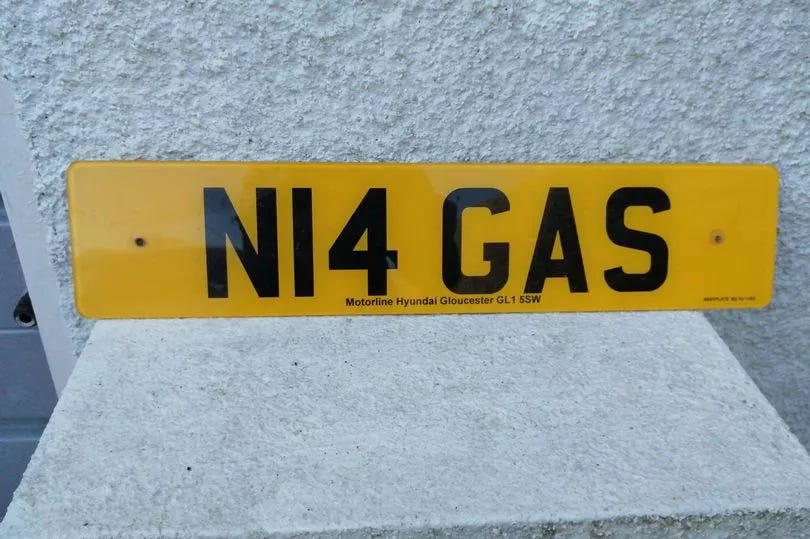 N14 GAS
Motorline Hyundai Gloucester GL1 5SW